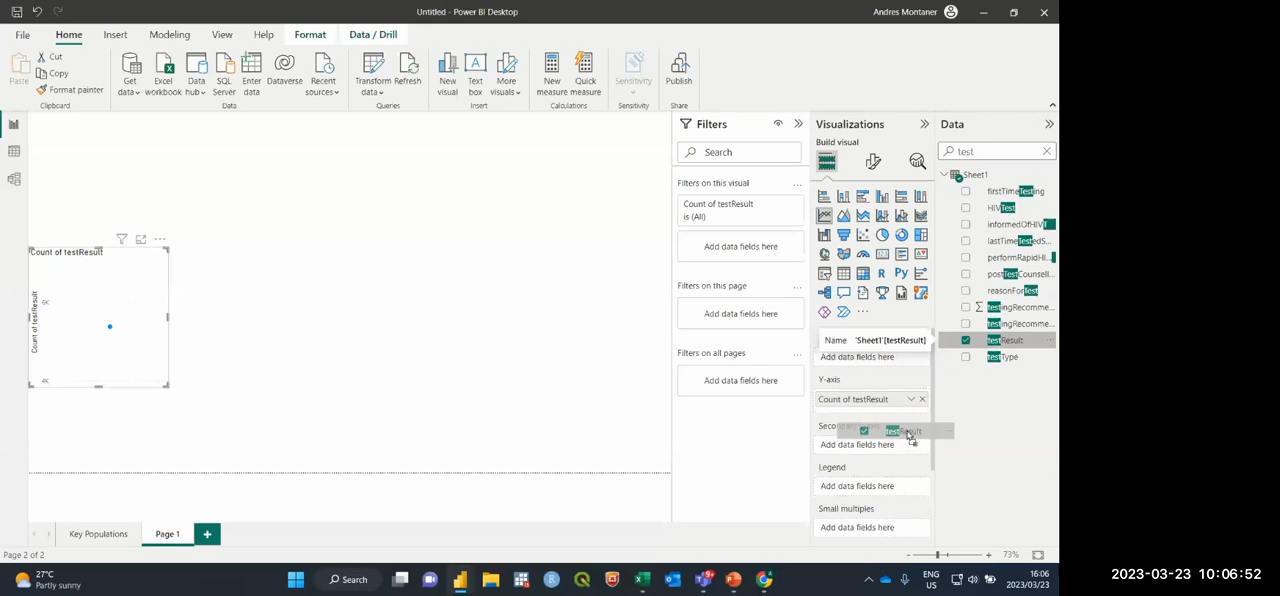 Untitled - Power BI Desktop
Andres Montaner
File Home Insert Modeling View Help Format Data / Drill
Paste
Cut
Copy
Format painter
Get data
Excel workbook
Data hub
SQL Server
Enter data
Dataverse
Recent sources
Transform data
Refresh
New visual
Text box
More visuals
New measure
Quick measure
Sensitivity
Publish
Clipboard Data Queries Insert Calculations Sensitivity Share
Filters
Search
Filters on this visual ...
Count of testResult
is (All)
Add data fields here
Filters on this page ...
Add data fields here
Filters on all pages ...
Add data fields here
Visualizations
Build visual
R Py
Name 'Sheet1'[testResult]
Add data fields here
Y-axis
Count of testResult
testResult
Add data fields here
Legend
Add data fields here
Small multiples
Add data fields here
Data
test
Sheet1
firstTimeTesting
HIVTest
informedOfHIVT
lastTimeTestedS...
performRapidHI...
postTestCounsell...
reasonForTest
testingRecomme...
testingRecomme...
testResult
testType
Count of testResult
Count of testResult
6K
4K
Key Populations Page 1 +
Page 2 of 2
- + 73%
27°C
Partly sunny
Search
ENG
US
16:06
2023/03/23
2023-03-23 10:06:52